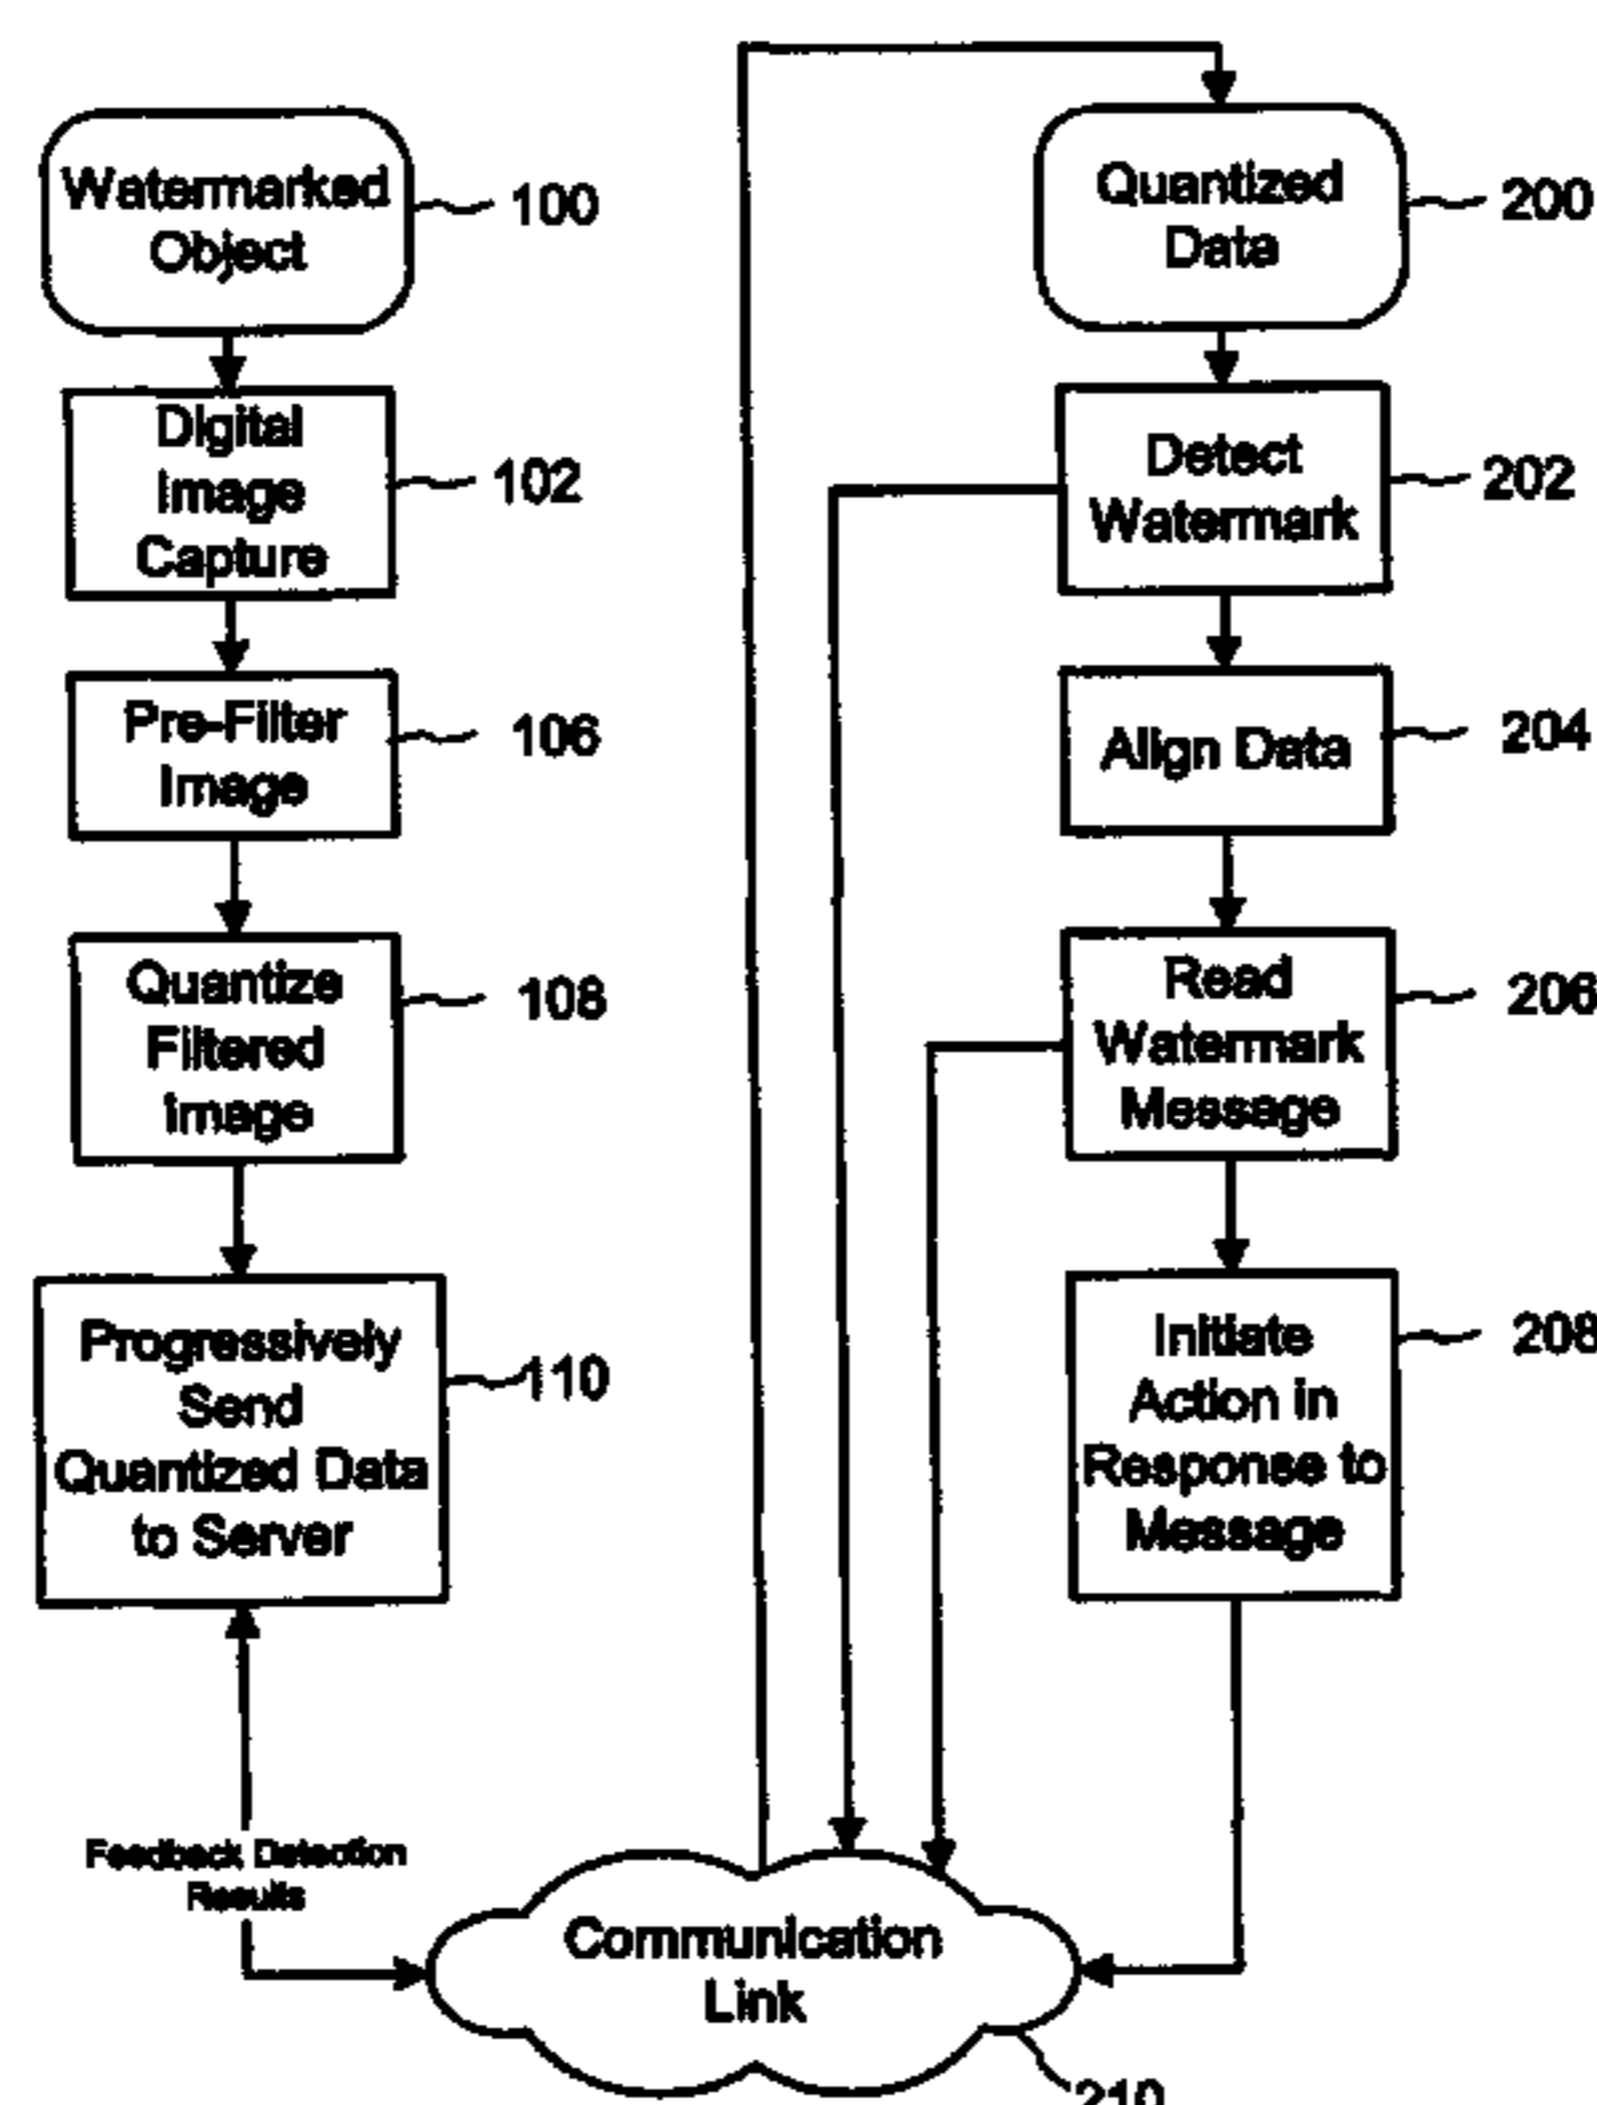 Watermarked
Object
100
Digital
Image
Capture
102
Pre-Filter
Image
106
Quantize
Filtered
Image
108
Progressively
Send
Quantized Data
to Server
110
Feedback Detection
Results
Quantized
Data
200
Detect
Watermark
202
Align Data
204
Read
Watermark
Message
206
Initiate
Action in
Response to
Message
208
Communication
Link
210